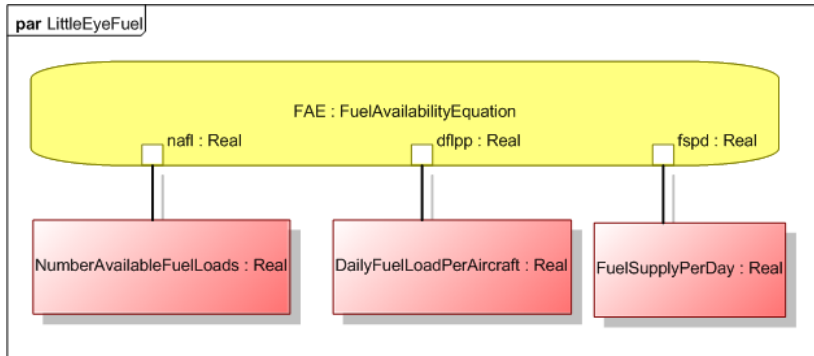 par LittleEyeFuel
FAE : FuelAvailabilityEquation
nafl : Real
dflpp : Real
fspd : Real
NumberAvailableFuelLoads : Real
DailyFuelLoadPerAircraft : Real
FuelSupplyPerDay : Real